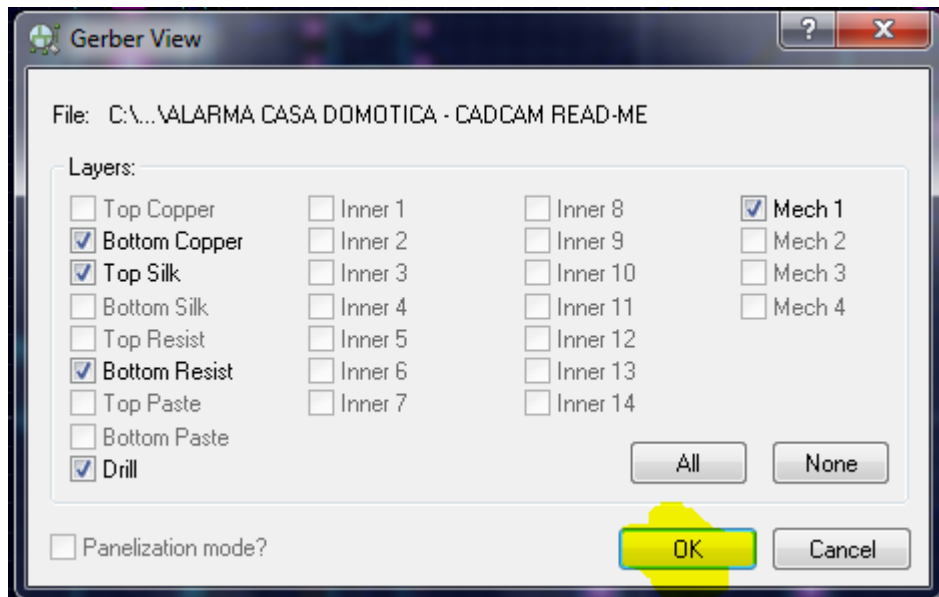 Gerber View
File: C:\...\ALARMA CASA DOMOTICA - CADCAM READ-ME
Layers:
Top Copper Inner 1 Inner 8 Mech 1
Bottom Copper Inner 2 Inner 9 Mech 2
Top Silk Inner 3 Inner 10 Mech 3
Bottom Silk Inner 4 Inner 11 Mech 4
Top Resist Inner 5 Inner 12
Bottom Resist Inner 6 Inner 13
Top Paste Inner 7 Inner 14
Bottom Paste
Drill
All None
Panelization mode? OK Cancel